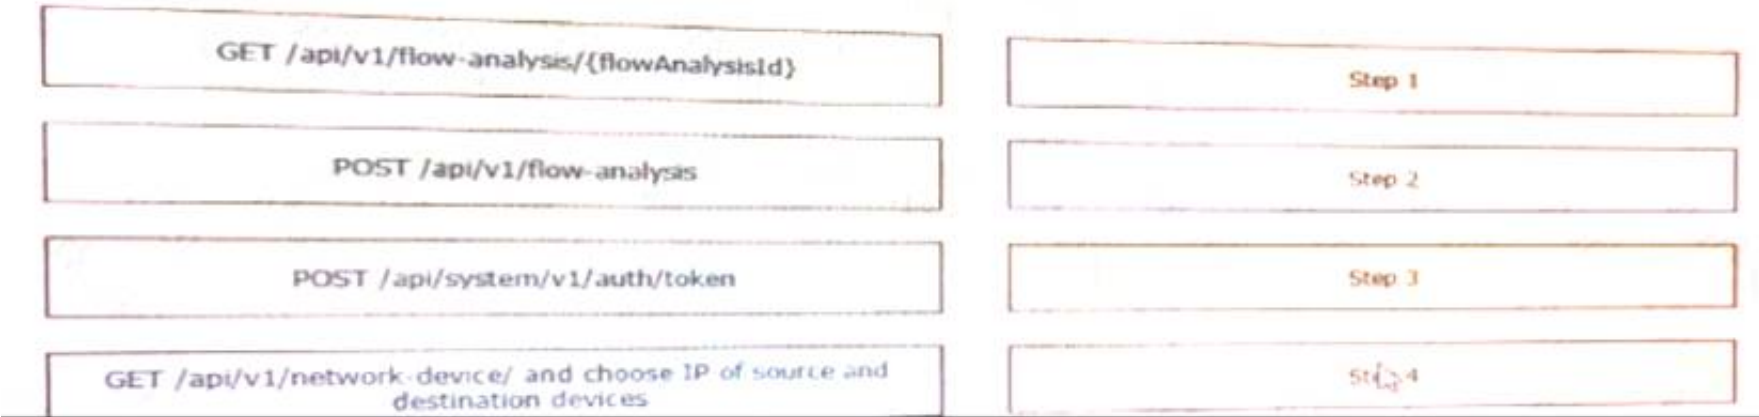 GET /api/v1/flow-analysis/{flowAnalysisId}
Step 1
POST /api/v1/flow-analysis
Step 2
POST /api/system/v1/auth/token
Step 3
GET /api/v1/network-device/ and choose IP of source and
destination devices
Step 4